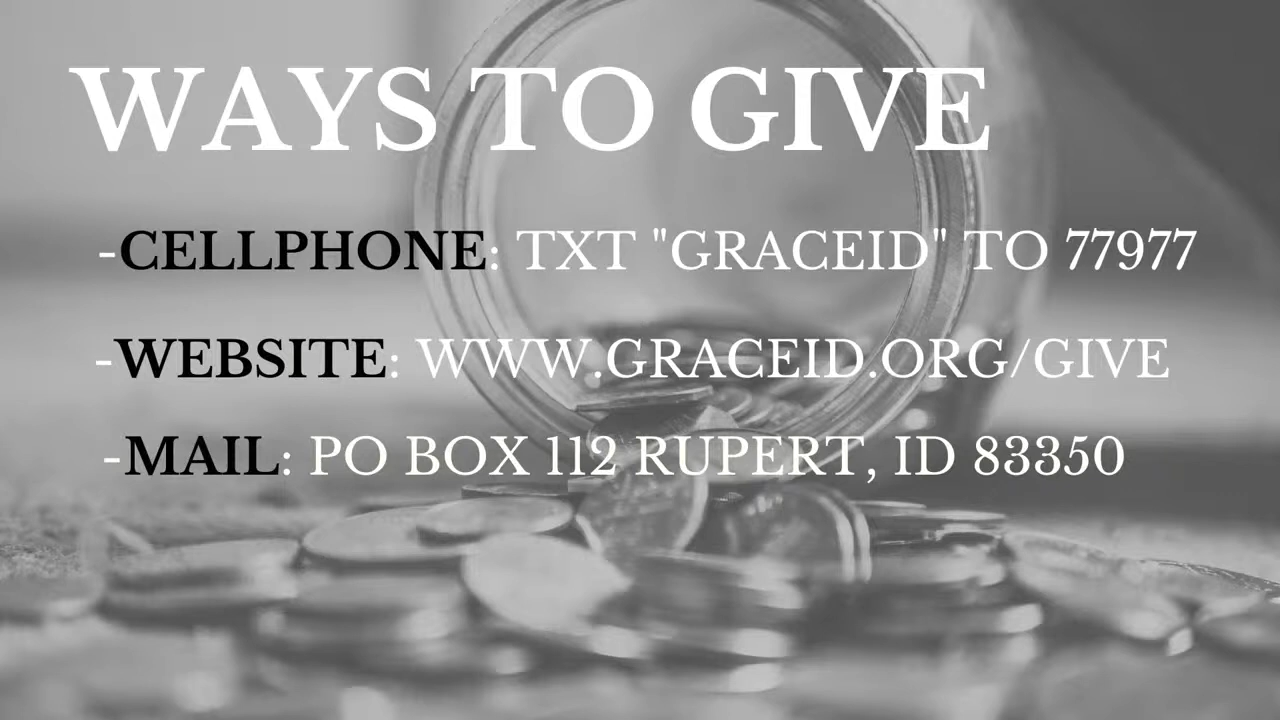 WAYS TO GIVE
-CELLPHONE: TXT "GRACEID" TO 77977
-WEBSITE: WWW.GRACEID.ORG/GIVE
-MAIL: PO BOX 112 RUPERT, ID 83350